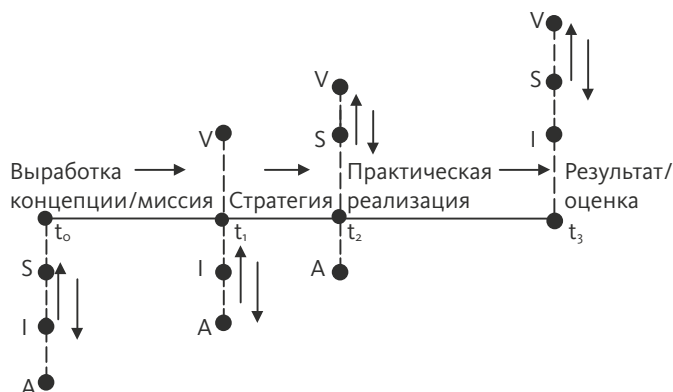 V
V
S
V
S
I
Выработка → → Практическая → Результат/
концепции/миссия Стратегия реализация оценка
t₀ t₁ t₂ t₃
S I A
I A
A